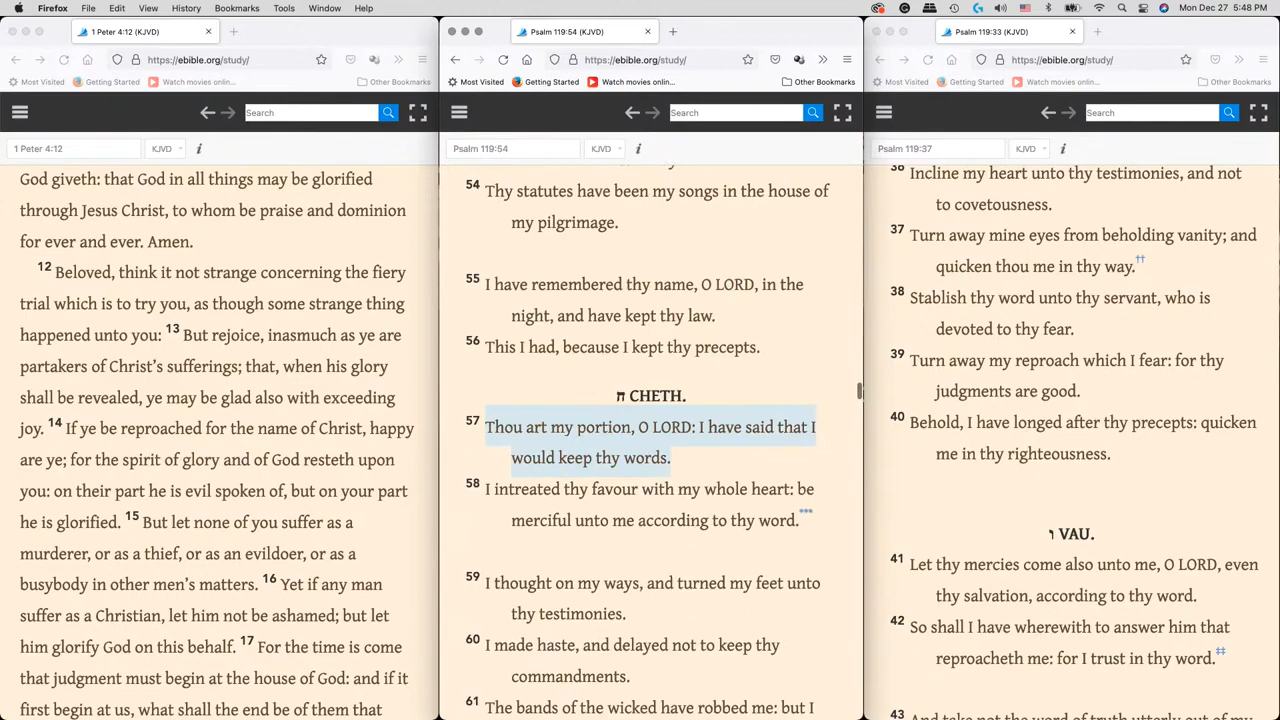 Firefox File Edit View History Bookmarks Tools Window Help Mon Dec 27 5:48 PM
1 Peter 4:12 (KJVD)
https://ebible.org/study/
Most Visited Getting Started Watch movies onlin... Other Bookmarks
Search
1 Peter 4:12 KJVD i
God giveth: that God in all things may be glorified
through Jesus Christ, to whom be praise and dominion
for ever and ever. Amen.
12 Beloved, think it not strange concerning the fiery
trial which is to try you, as though some strange thing
happened unto you: 13 But rejoice, inasmuch as ye are
partakers of Christ’s sufferings; that, when his glory
shall be revealed, ye may be glad also with exceeding
joy. 14 If ye be reproached for the name of Christ, happy
are ye; for the spirit of glory and of God resteth upon
you: on their part he is evil spoken of, but on your part
he is glorified. 15 But let none of you suffer as a
murderer, or as a thief, or as an evildoer, or as a
busybody in other men’s matters. 16 Yet if any man
suffer as a Christian, let him not be ashamed; but let
him glorify God on this behalf. 17 For the time is come
that judgment must begin at the house of God: and if it
first begin at us, what shall the end be of them that
Psalm 119:54 (KJVD)
https://ebible.org/study/
Most Visited Getting Started Watch movies onlin... Other Bookmarks
Search
Psalm 119:54 KJVD i
54 Thy statutes have been my songs in the house of
my pilgrimage.
55 I have remembered thy name, O LORD, in the
night, and have kept thy law.
56 This I had, because I kept thy precepts.
ח CHETH.
57 Thou art my portion, O LORD: I have said that I
would keep thy words.
58 I intreated thy favour with my whole heart: be
merciful unto me according to thy word.***
59 I thought on my ways, and turned my feet unto
thy testimonies.
60 I made haste, and delayed not to keep thy
commandments.
61 The bands of the wicked have robbed me: but I
Psalm 119:33 (KJVD)
https://ebible.org/study/
Most Visited Getting Started Watch movies onlin... Other Bookmarks
Search
Psalm 119:37 KJVD i
36 Incline my heart unto thy testimonies, and not
to covetousness.
37 Turn away mine eyes from beholding vanity; and
quicken thou me in thy way.††
38 Stablish thy word unto thy servant, who is
devoted to thy fear.
39 Turn away my reproach which I fear: for thy
judgments are good.
40 Behold, I have longed after thy precepts: quicken
me in thy righteousness.
ו VAU.
41 Let thy mercies come also unto me, O LORD, even
thy salvation, according to thy word.
42 So shall I have wherewith to answer him that
reproacheth me: for I trust in thy word.‡‡
43 And take not the word of truth utterly out of my